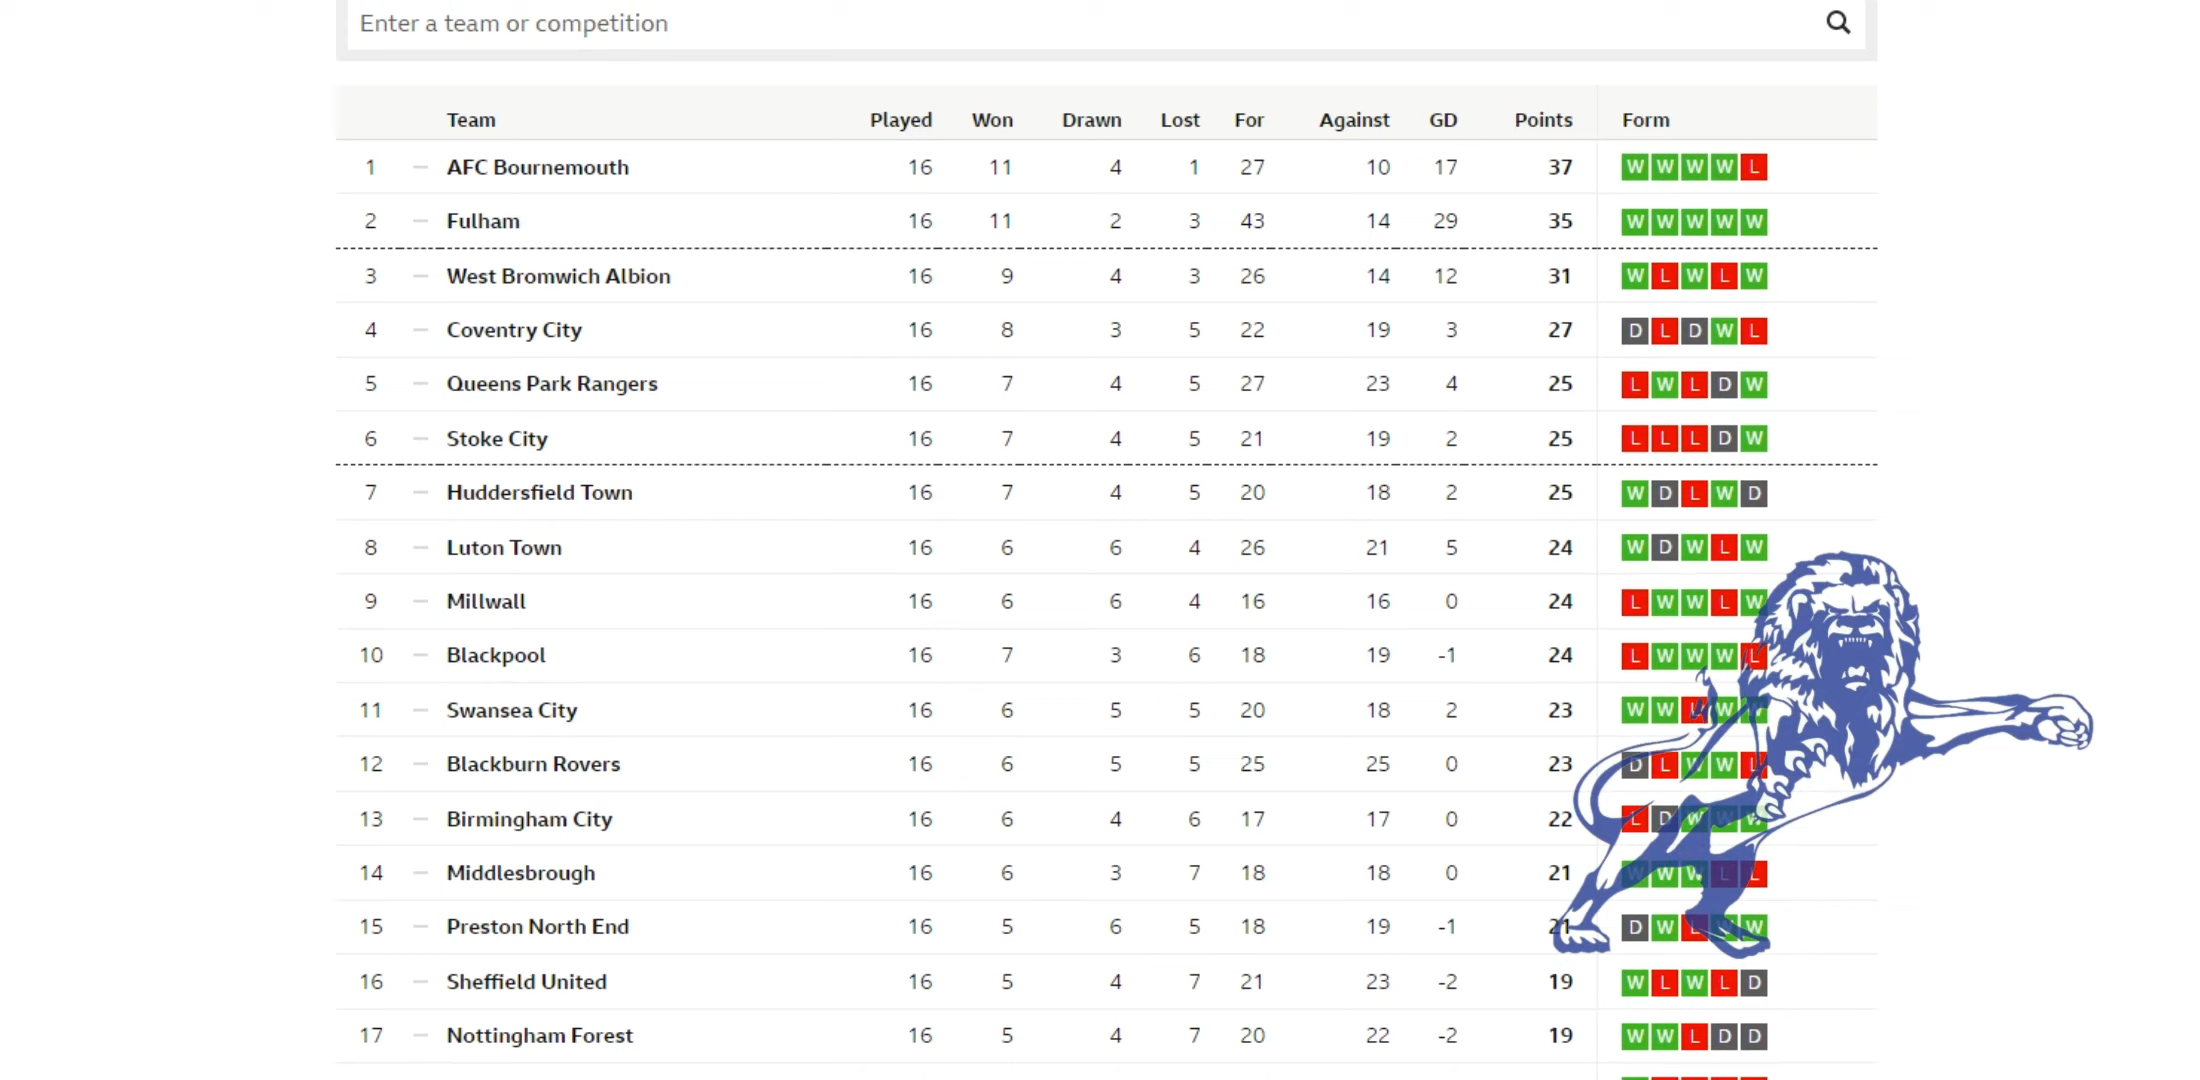 Enter a team or competition
Team Played Won Drawn Lost For Against GD Points Form
1 AFC Bournemouth 16 11 4 1 27 10 17 37 W W W W L
2 Fulham 16 11 2 3 43 14 29 35 W W W W W
3 West Bromwich Albion 16 9 4 3 26 14 12 31 W L W L W
4 Coventry City 16 8 3 5 22 19 3 27 D L D W L
5 Queens Park Rangers 16 7 4 5 27 23 4 25 L W L D W
6 Stoke City 16 7 4 5 21 19 2 25 L L L D W
7 Huddersfield Town 16 7 4 5 20 18 2 25 W D L W D
8 Luton Town 16 6 6 4 26 21 5 24 W D W L W
9 Millwall 16 6 6 4 16 16 0 24 L W W L W
10 Blackpool 16 7 3 6 18 19 -1 24 L W W W L
11 Swansea City 16 6 5 5 20 18 2 23 W W L W W
12 Blackburn Rovers 16 6 5 5 25 25 0 23 D L W W L
13 Birmingham City 16 6 4 6 17 17 0 22 L D W W W
14 Middlesbrough 16 6 3 7 18 18 0 21 W W W L L
15 Preston North End 16 5 6 5 18 19 -1 21 D W L W W
16 Sheffield United 16 5 4 7 21 23 -2 19 W L W L D
17 Nottingham Forest 16 5 4 7 20 22 -2 19 W W L D D